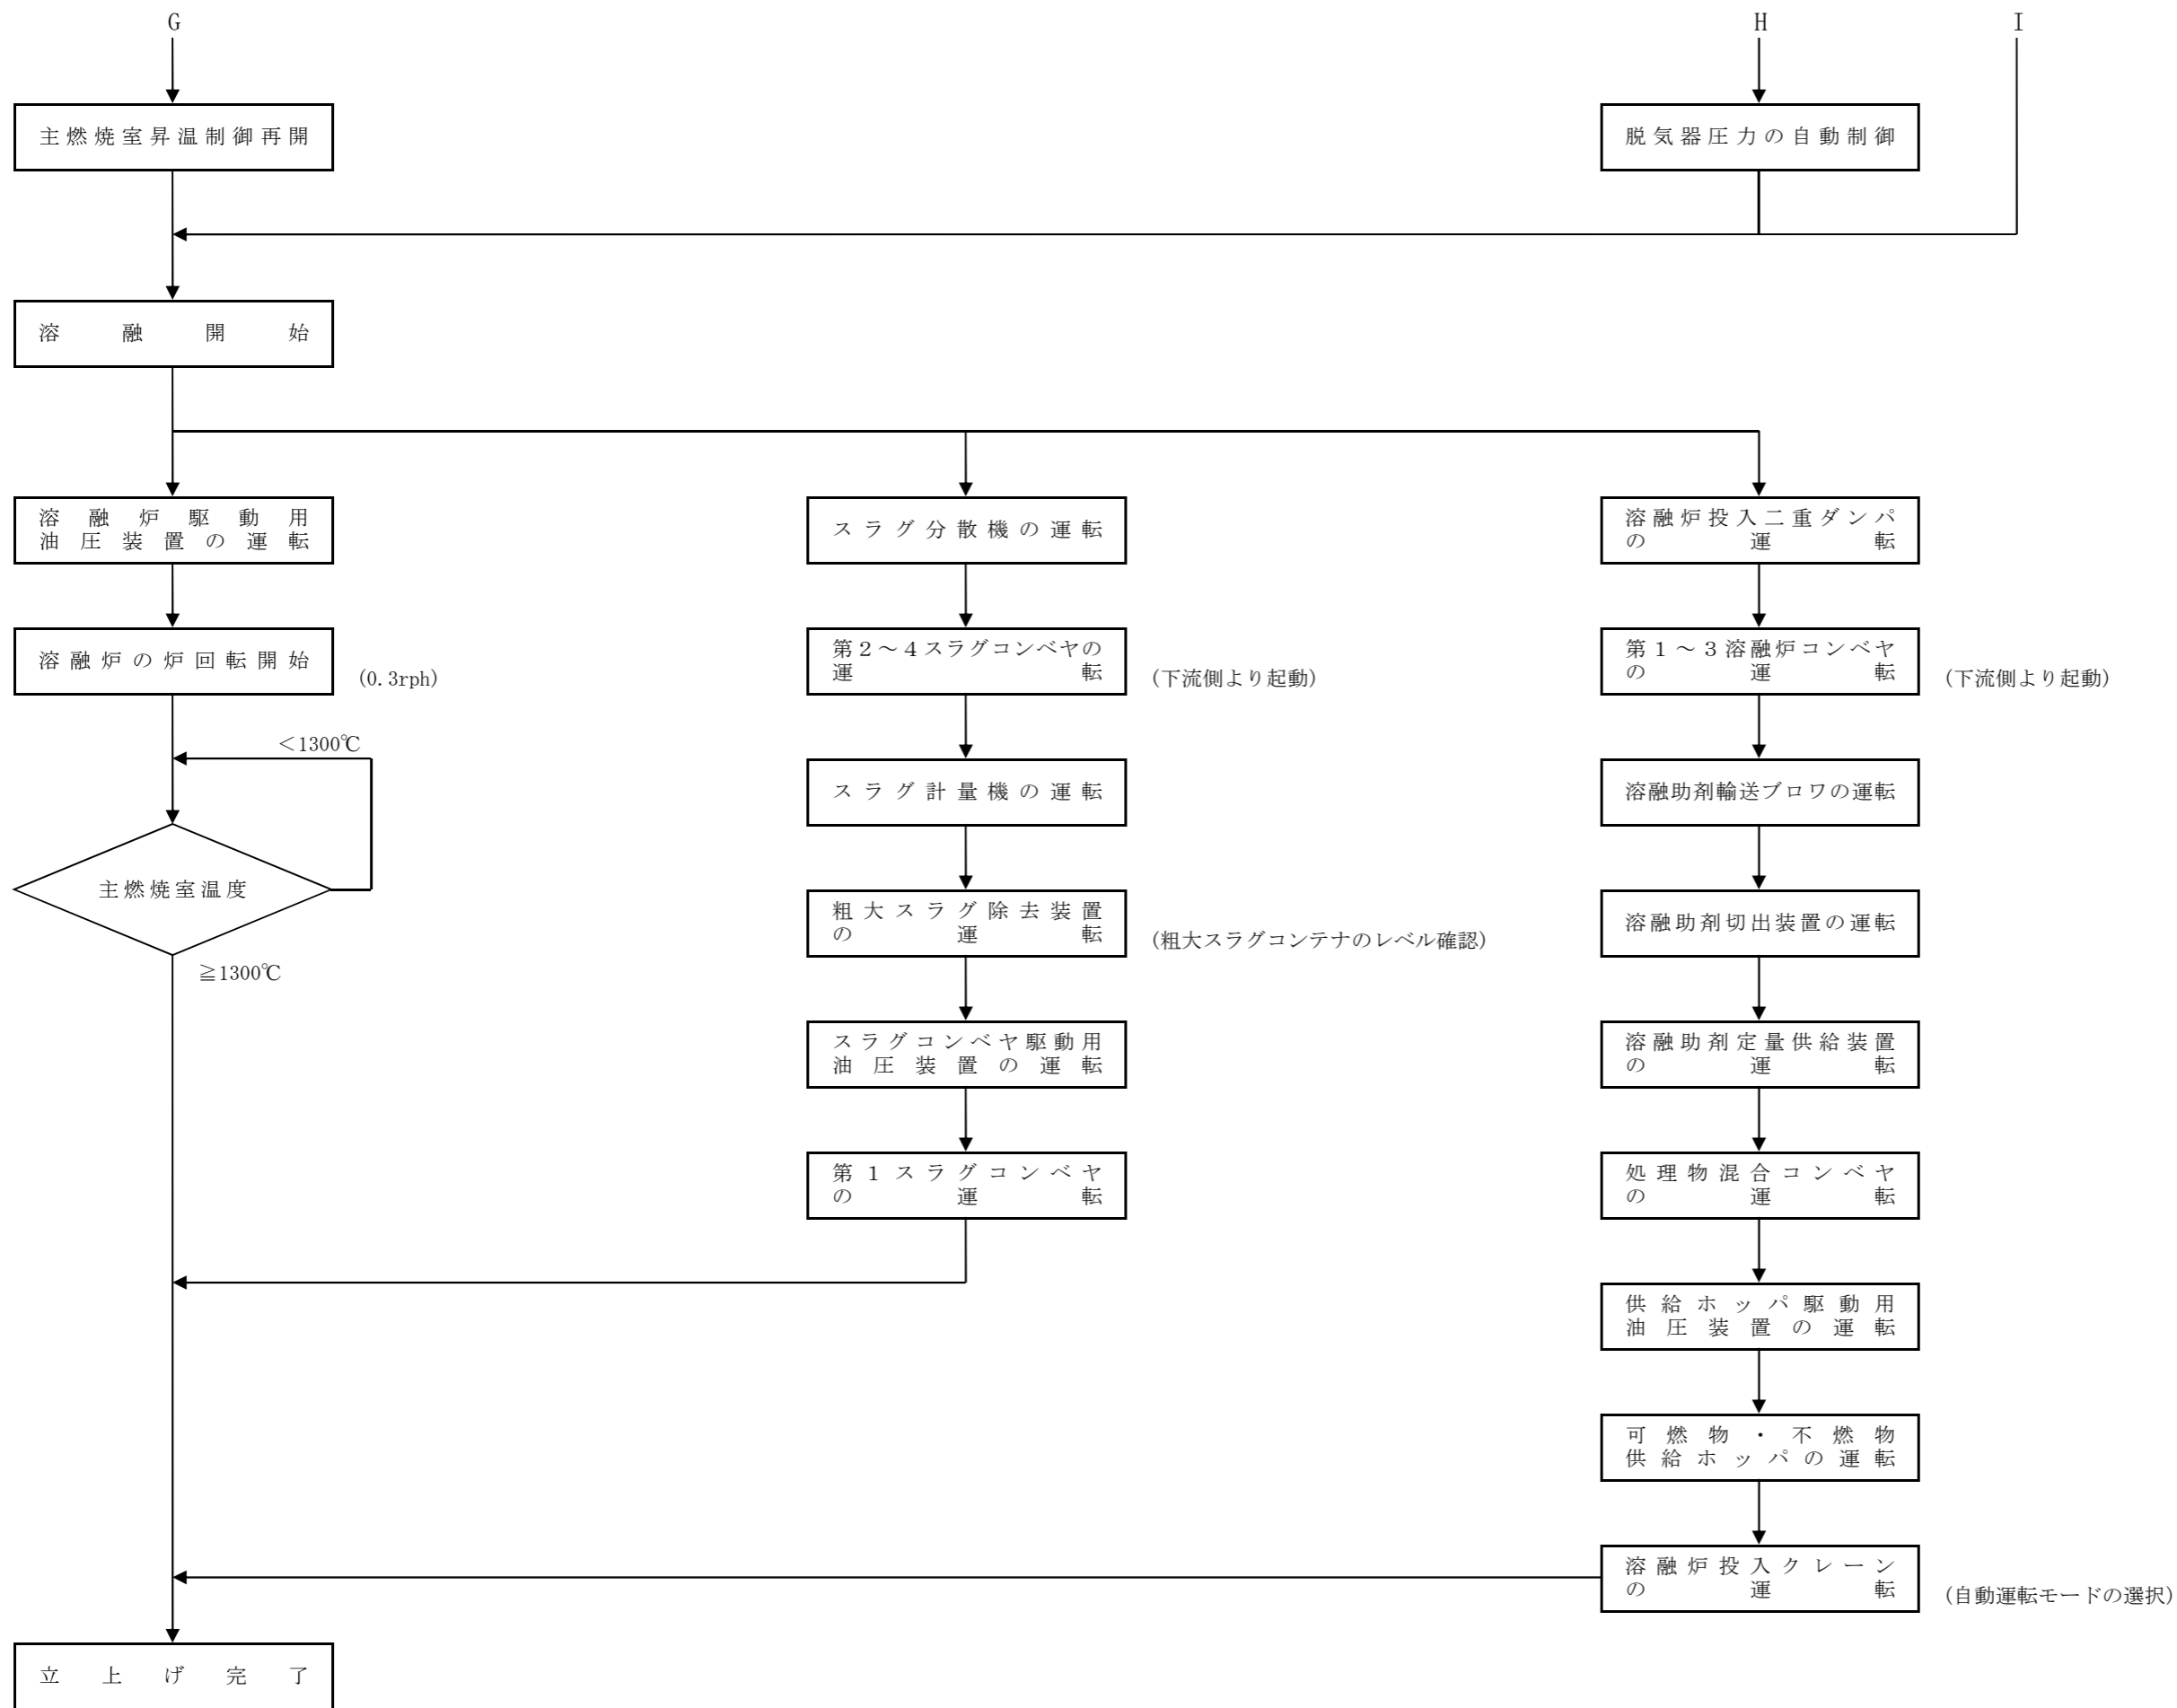 G
H
I
主燃焼室昇温制御再開
脱気器圧力の自動制御
溶融開始
溶融炉駆動用
油圧装置の運転
スラグ分散機の運転
溶融炉投入二重ダンパ
の運転
溶融炉の炉回転開始
(0.3rph)
第2～4スラグコンベヤの
運転
(下流側より起動)
第1～3溶融炉コンベヤ
の運転
(下流側より起動)
＜1300℃
スラグ計量機の運転
溶融助剤輸送ブロワの運転
主燃焼室温度
≧1300℃
粗大スラグ除去装置
の運転
(粗大スラグコンテナのレベル確認)
溶融助剤切出装置の運転
スラグコンベヤ駆動用
油圧装置の運転
溶融助剤定量供給装置
の運転
第1スラグコンベヤ
の運転
処理物混合コンベヤ
の運転
供給ホッパ駆動用
油圧装置の運転
可燃物・不燃物
供給ホッパの運転
溶融炉投入クレーン
の運転
(自動運転モードの選択)
立上げ完了